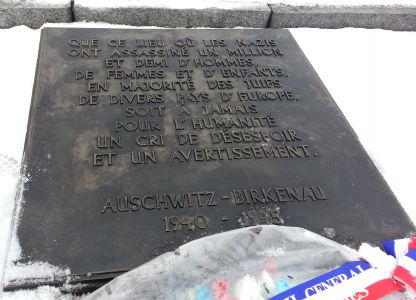 QUE CE LIEU OÙ LES NAZIS
ONT ASSASSINÉ UN MILLION
ET DEMI D'HOMMES,
DE FEMMES ET D'ENFANTS,
EN MAJORITÉ DES JUIFS
DE DIVERS PAYS D'EUROPE,
SOIT À JAMAIS
POUR L'HUMANITÉ
UN CRI DE DÉSESPOIR
ET UN AVERTISSEMENT.
AUSCHWITZ-BIRKENAU
1940 - 1945
GÉNÉRAL